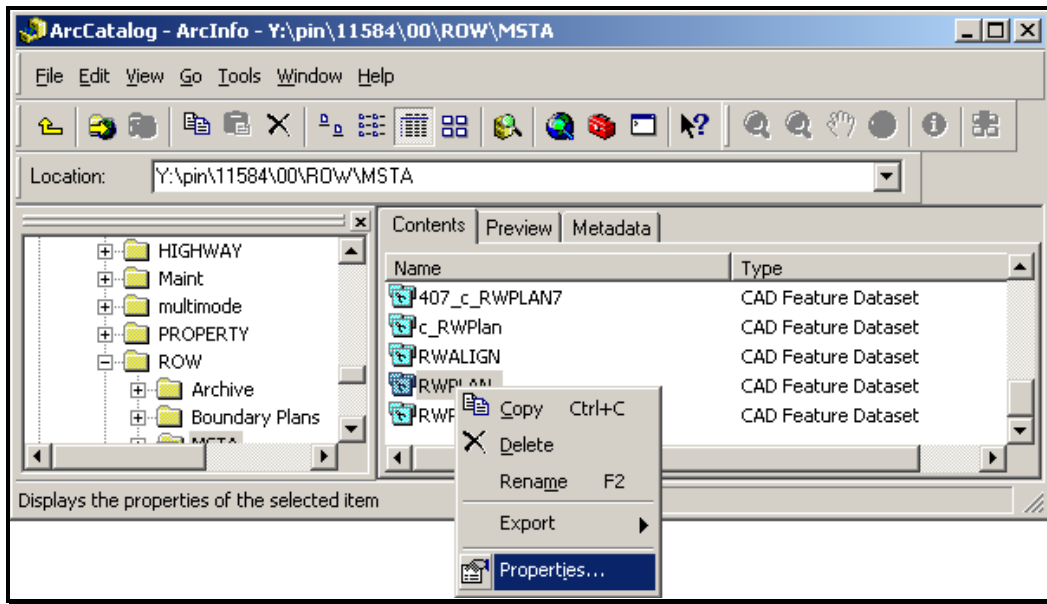 ArcCatalog - ArcInfo - Y:\pin\11584\00\ROW\MSTA
File Edit View Go Tools Window Help
Location: Y:\pin\11584\00\ROW\MSTA
HIGHWAY
Maint
multimode
PROPERTY
ROW
Archive
Boundary Plans
MSTA
Contents Preview Metadata
Name Type
407_c_RWPLAN7 CAD Feature Dataset
c_RWPlan CAD Feature Dataset
RWALIGN CAD Feature Dataset
RWPLAN CAD Feature Dataset
RWP CAD Feature Dataset
Copy Ctrl+C
Delete
Rename F2
Export
Properties...
Displays the properties of the selected item